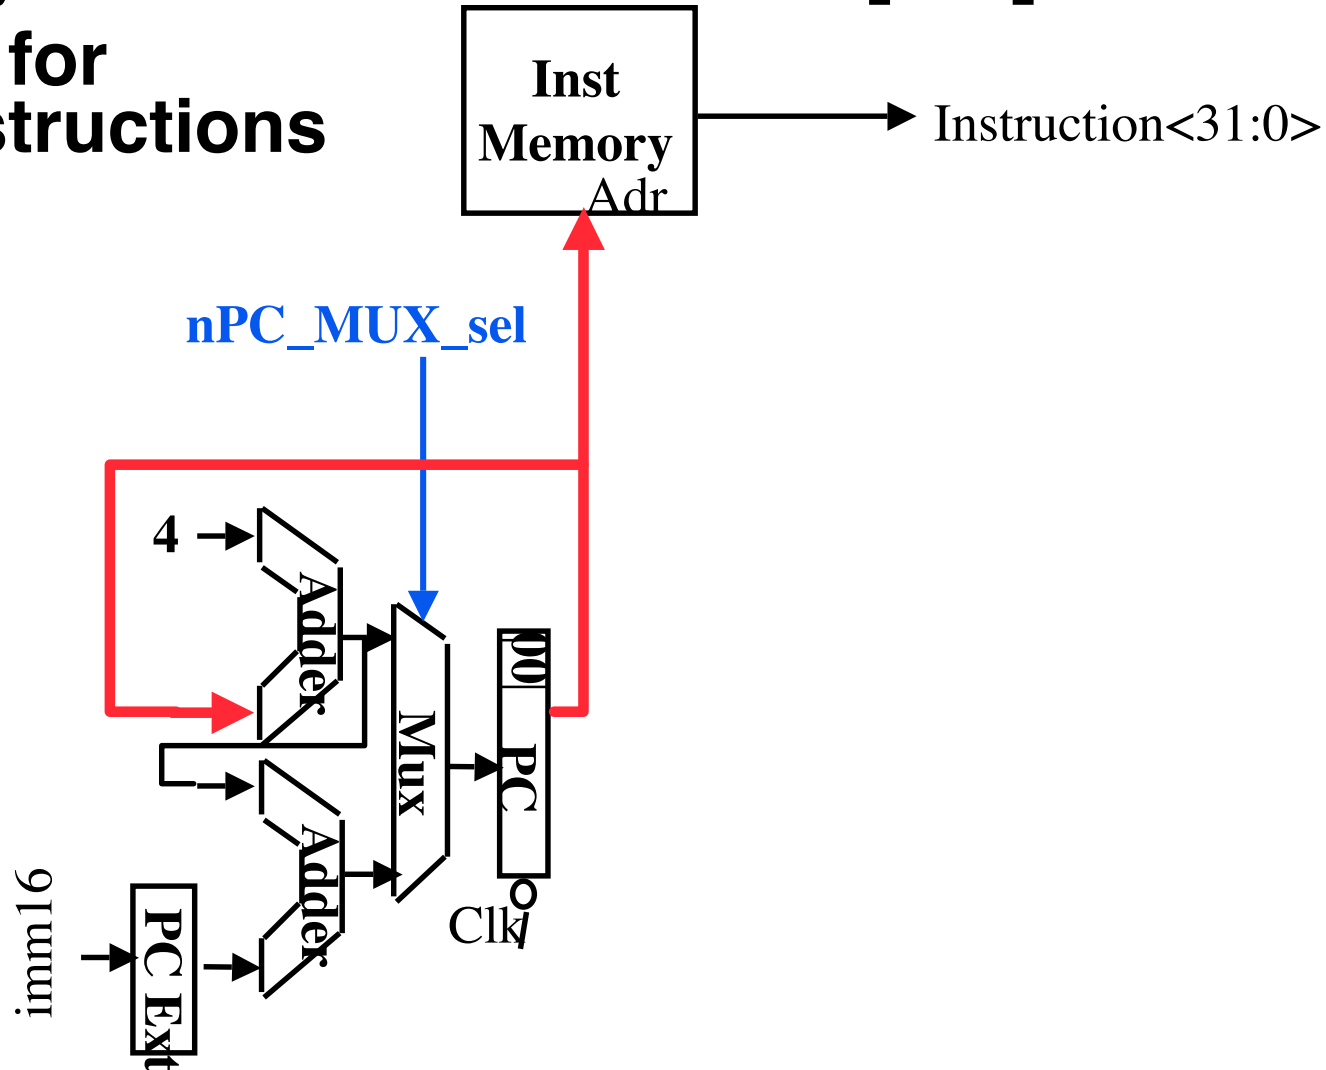 for
structions
Inst
Memory
Adr
Instruction<31:0>
nPC_MUX_sel
4
Adder
00
Mux
PC
Adder
Clk
imm16
PC Ext